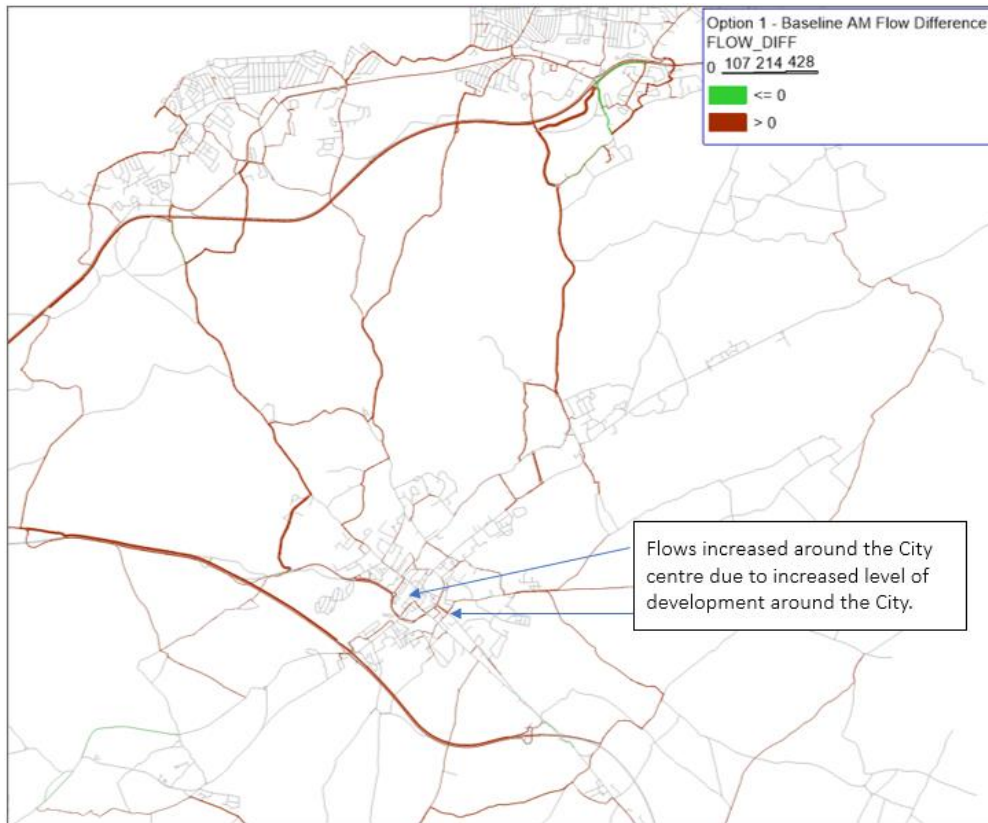 Option 1 - Baseline AM Flow Difference
FLOW_DIFF
0 107 214 428
<= 0
> 0
Flows increased around the City
centre due to increased level of
development around the City.